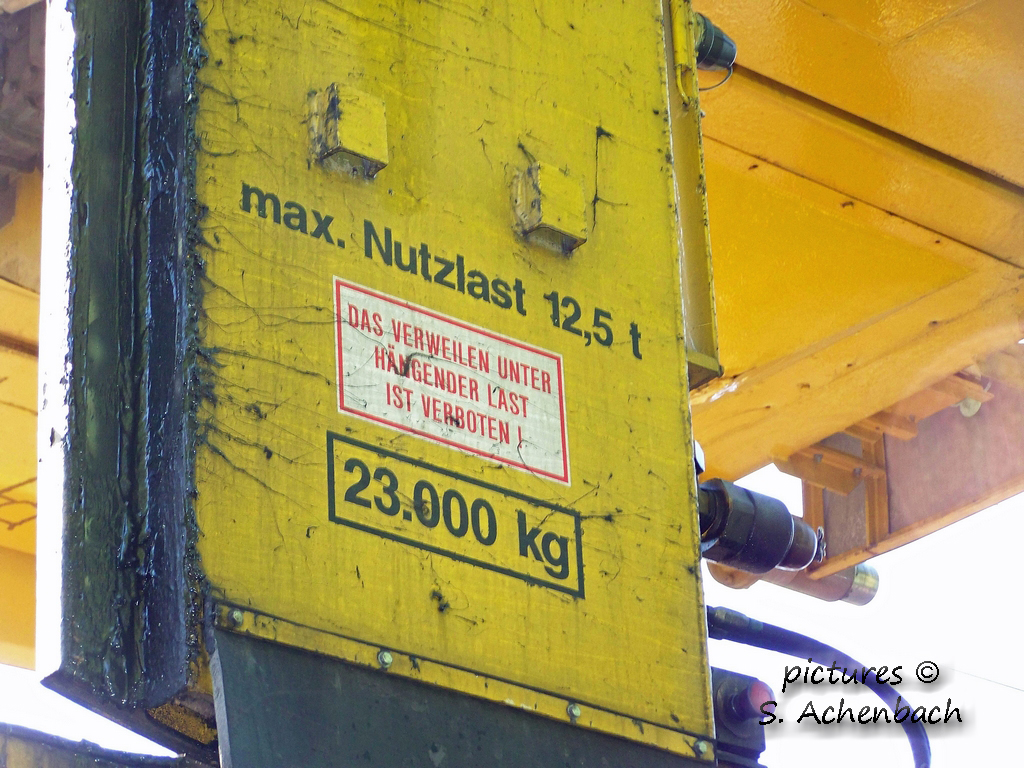 max. Nutzlast 12,5 t
DAS VERWEILEN UNTER
HÄNGENDER LAST
IST VERBOTEN !
23.000 kg
pictures ©
S. Achenbach